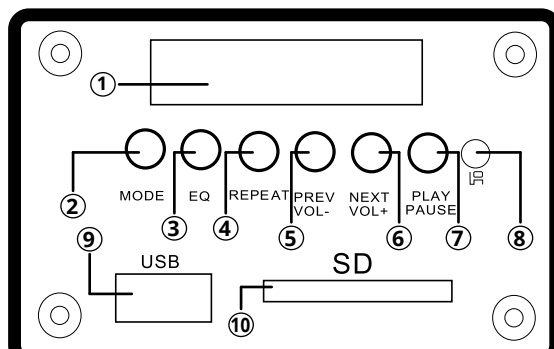 ①
MODE EQ REPEAT PREV NEXT PLAY
VOL- VOL+ PAUSE
② ③ ④ ⑤ ⑥ ⑦ ⑧
⑨
USB SD
⑩